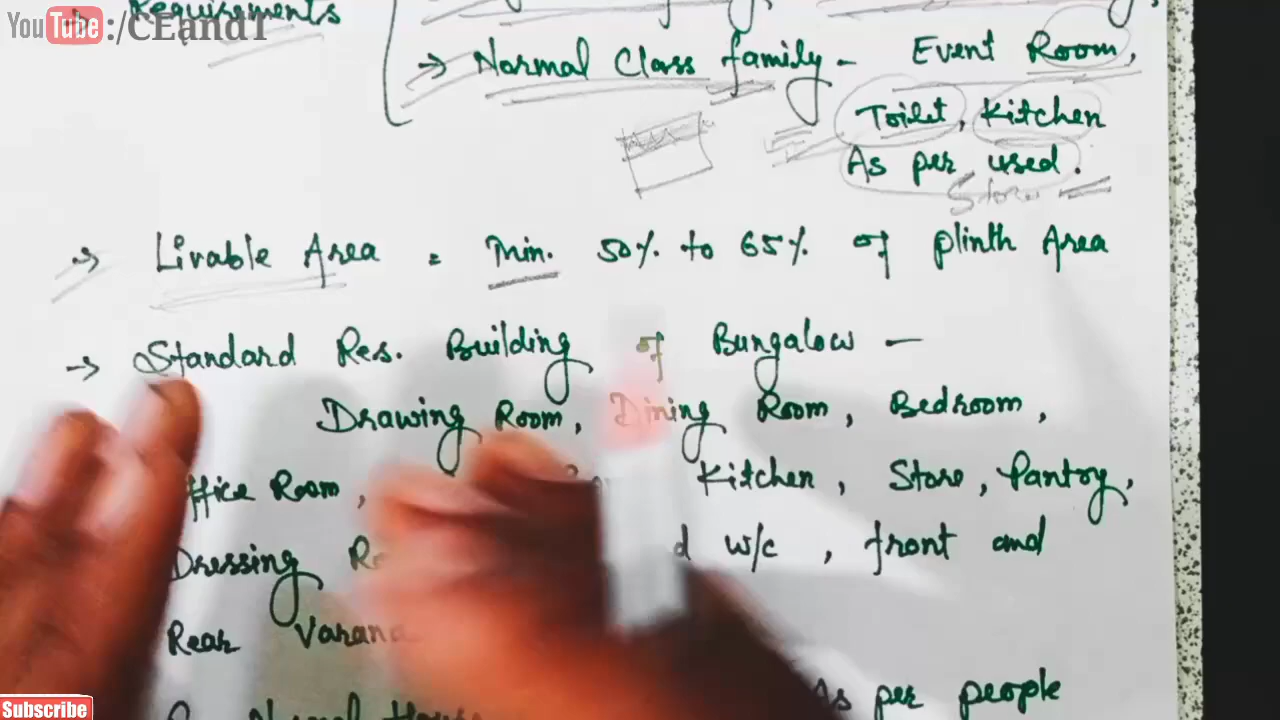 → Requirements
YouTube:/CEandT
→ Normal Class family - Event Room,
Toilet, Kitchen
As per used.
Store
→ Livable Area = Min. 50% to 65% of plinth Area
→ Standard Res. Building of Bungalow -
Drawing Room, Dining Room, Bedroom,
ffice Room, Kitchen, Store, Pantry,
Dressing w/c, front and
Rear
As per people
Subscribe